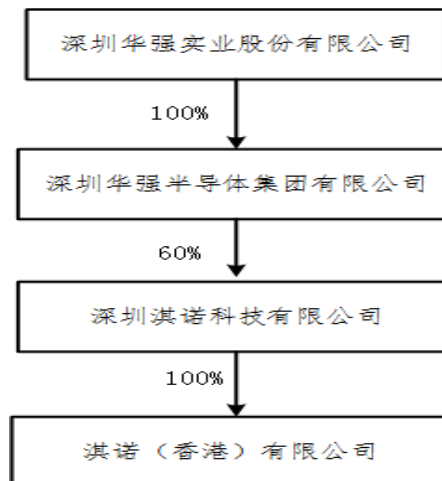 深圳华强实业股份有限公司
100%
深圳华强半导体集团有限公司
60%
深圳淇诺科技有限公司
100%
淇诺（香港）有限公司